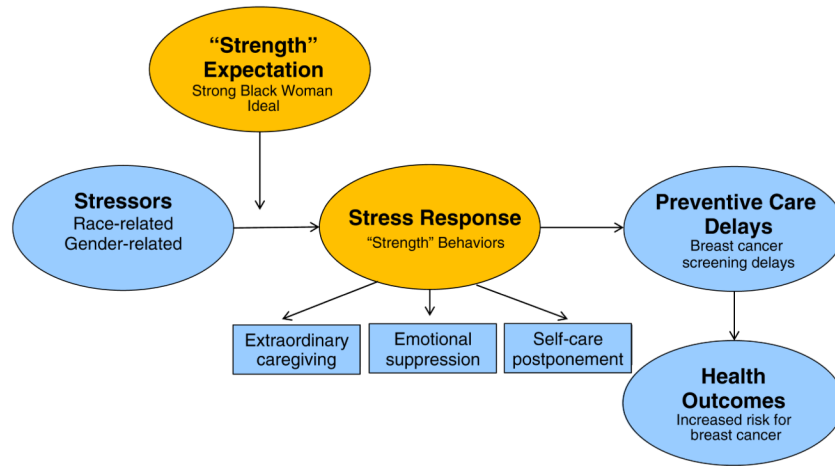 “Strength”
Expectation
Strong Black Woman
Ideal
Stressors
Race-related
Gender-related
Stress Response
“Strength” Behaviors
Preventive Care
Delays
Breast cancer
screening delays
Extraordinary
caregiving
Emotional
suppression
Self-care
postponement
Health
Outcomes
Increased risk for
breast cancer